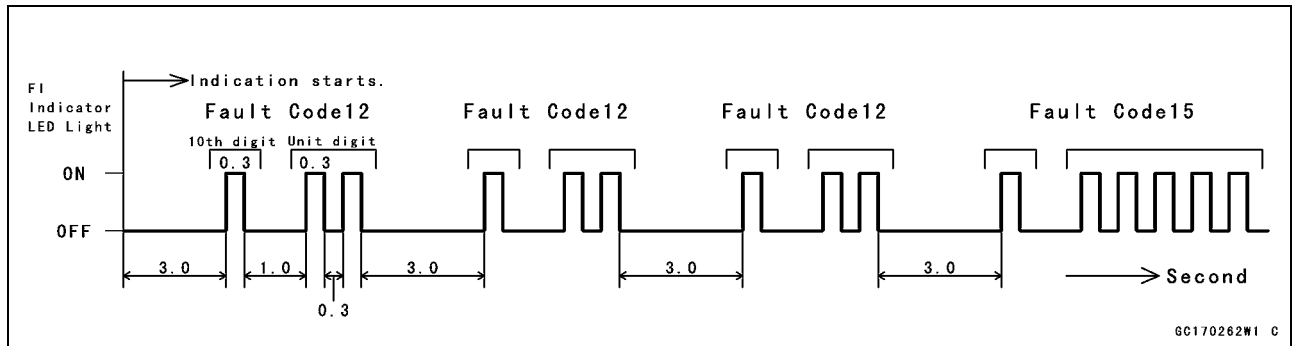 FI
Indicator
LED Light
Indication starts.
Fault Code12 Fault Code12 Fault Code12 Fault Code15
10th digit Unit digit
0.3 0.3
ON
OFF
3.0 1.0 3.0 3.0 3.0 Second
0.3
GC170262W1 C